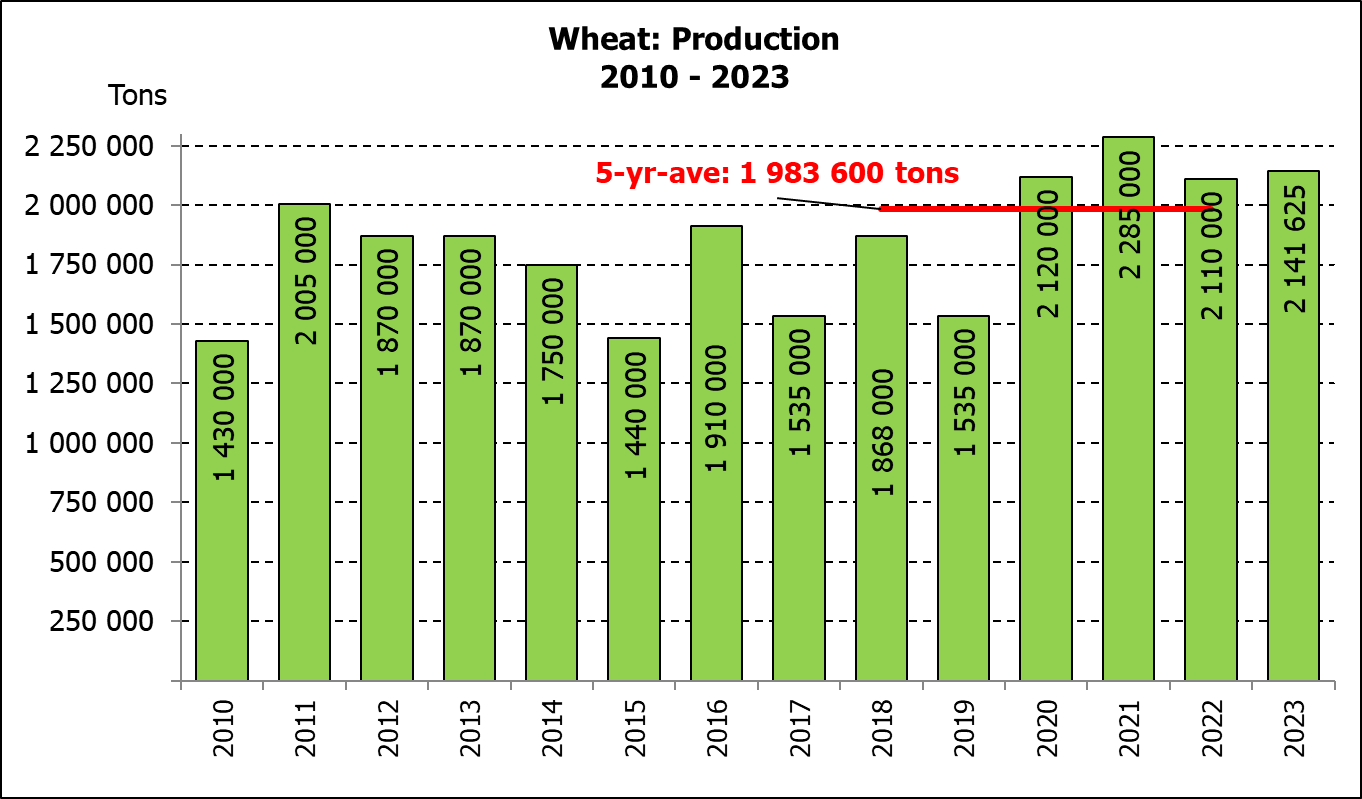 Wheat: Production
2010 - 2023
Tons
2 250 000
2 000 000
1 750 000
1 500 000
1 250 000
1 000 000
750 000
500 000
250 000
5-yr-ave: 1 983 600 tons
1 430 000
2 005 000
1 870 000
1 870 000
1 750 000
1 440 000
1 910 000
1 535 000
1 868 000
1 535 000
2 120 000
2 285 000
2 110 000
2 141 625
2010
2011
2012
2013
2014
2015
2016
2017
2018
2019
2020
2021
2022
2023